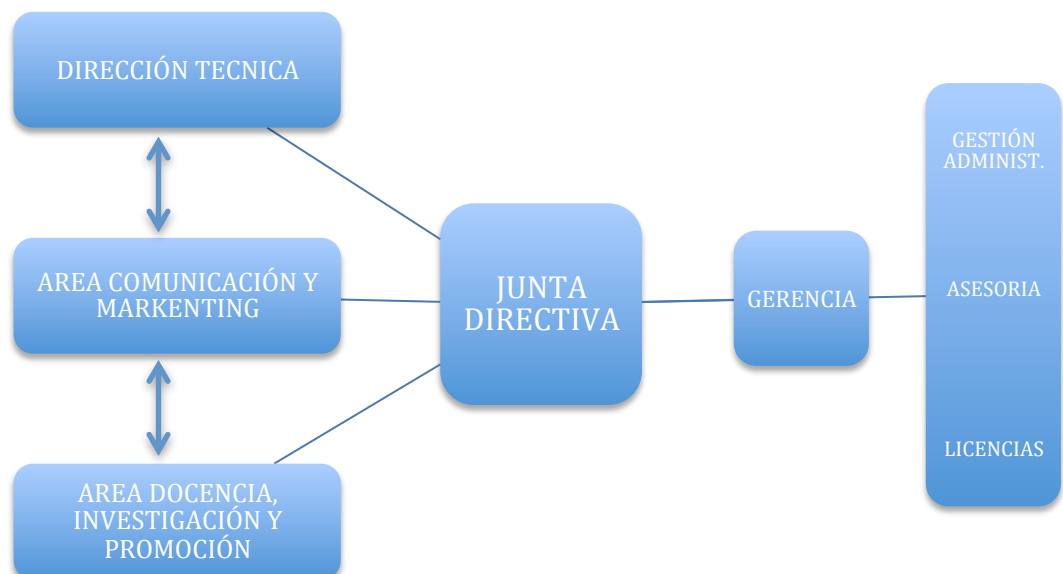 DIRECCIÓN TECNICA
AREA COMUNICACIÓN Y
MARKENTING
AREA DOCENCIA,
INVESTIGACIÓN Y
PROMOCIÓN
JUNTA
DIRECTIVA
GERENCIA
GESTIÓN
ADMINIST.
ASESORIA
LICENCIAS